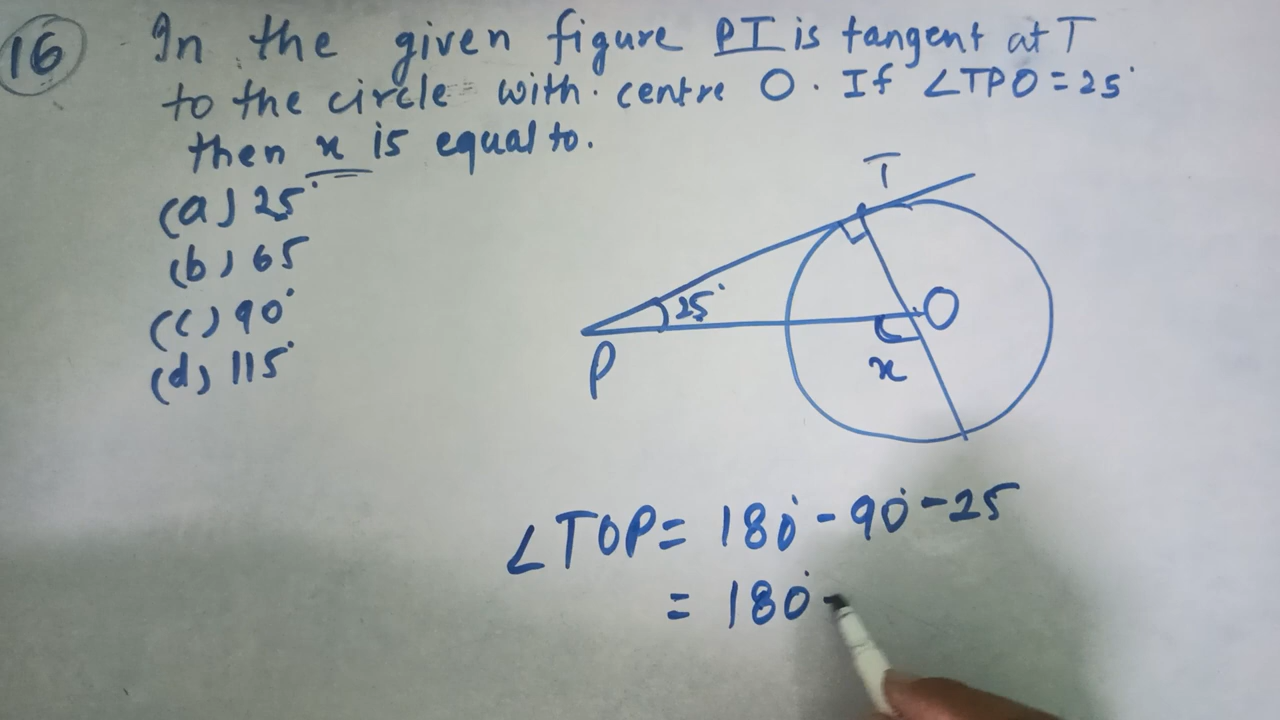 16 In the given figure PT is tangent at T
to the circle with centre O. If ∠TPO = 25°
then x is equal to.
(a) 25°
(b) 65
(c) 90°
(d) 115°
T
25°
O
P
x
∠TOP = 180° - 90° - 25
= 180° -